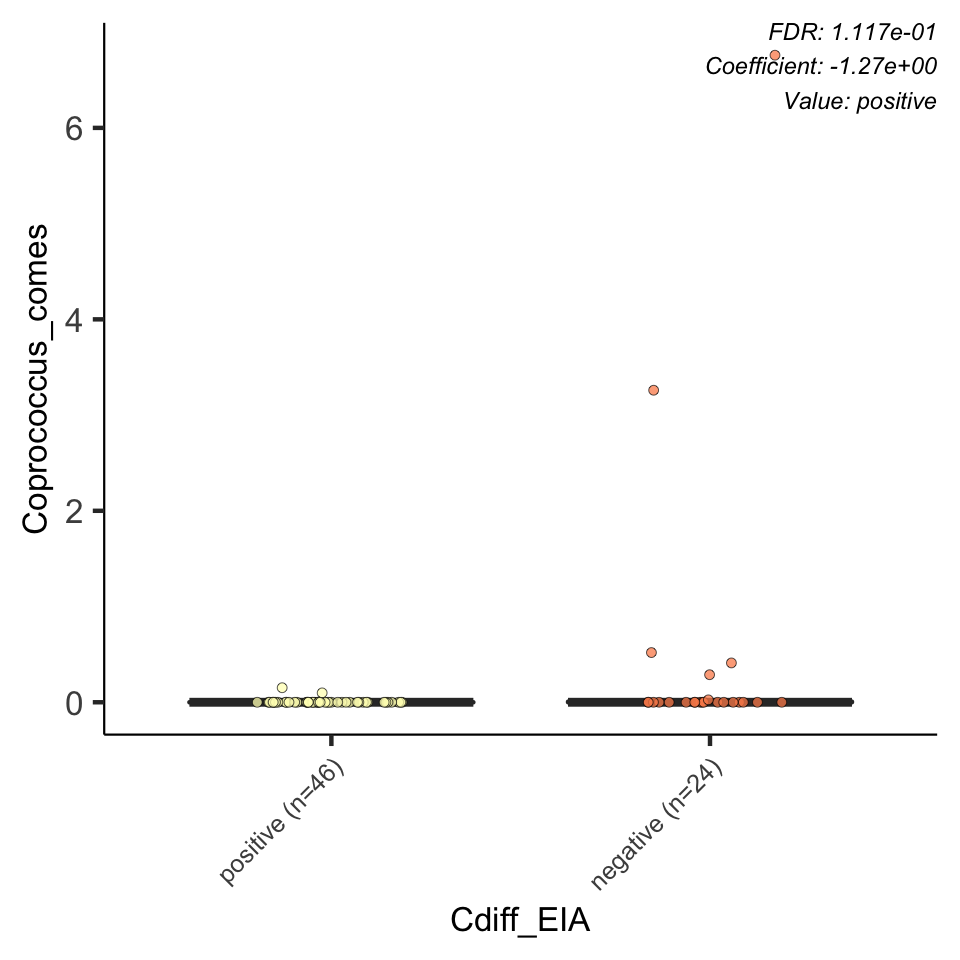 FDR: 1.117e-01
Coefficient: -1.27e+00
Value: positive
Coprococcus_comes
6
4
2
0
positive (n=46)
negative (n=24)
Cdiff_EIA